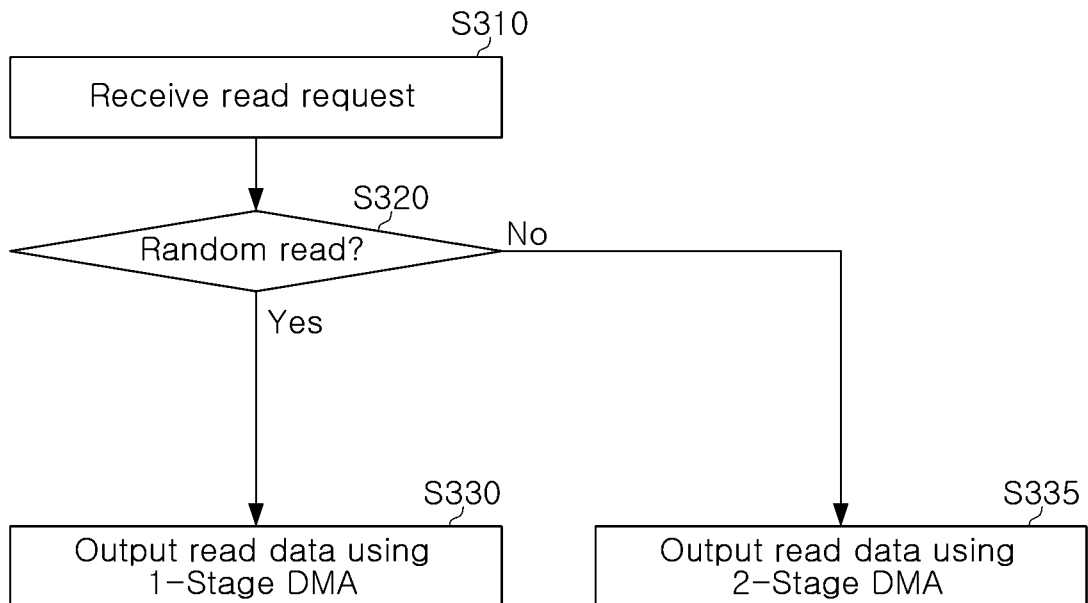 S310
Receive read request
S320
Random read?
No
Yes
S330
Output read data using
1-Stage DMA
S335
Output read data using
2-Stage DMA